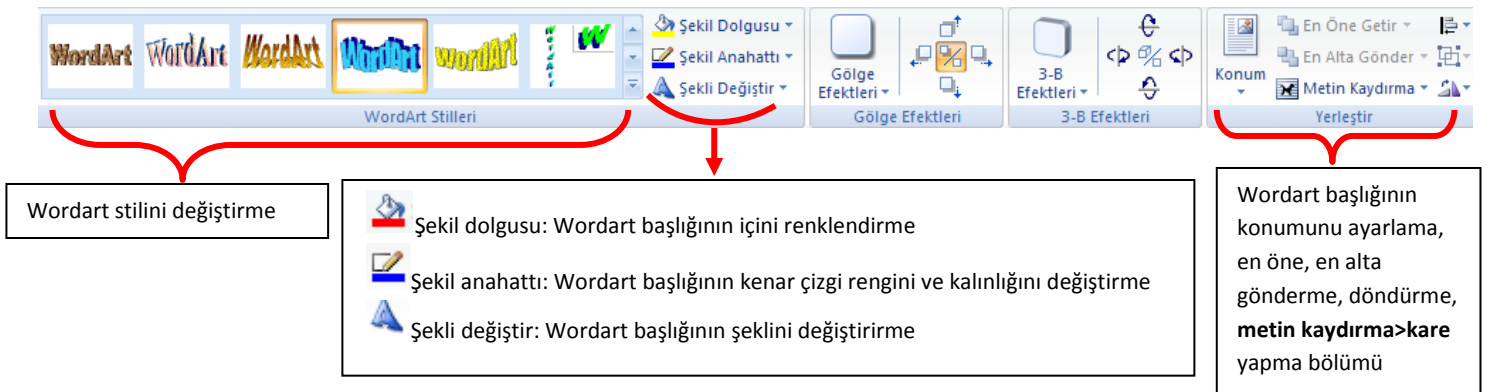 WordArt WordArt WordArt WordArt WordArt W
Şekil Dolgusu
Şekil Anahattı
Şekli Değiştir
WordArt Stilleri
Gölge
Efektleri
Gölge Efektleri
3-B
Efektleri
3-B Efektleri
Konum
En Öne Getir
En Alta Gönder
Metin Kaydırma
Yerleştir
Wordart stilini değiştirme
Şekil dolgusu: Wordart başlığının içini renklendirme
Şekil anahattı: Wordart başlığının kenar çizgi rengini ve kalınlığını değiştirme
Şekli değiştir: Wordart başlığının şeklini değiştirirme
Wordart başlığının
konumunu ayarlama,
en öne, en alta
gönderme, döndürme,
metin kaydırma>kare
yapma bölümü